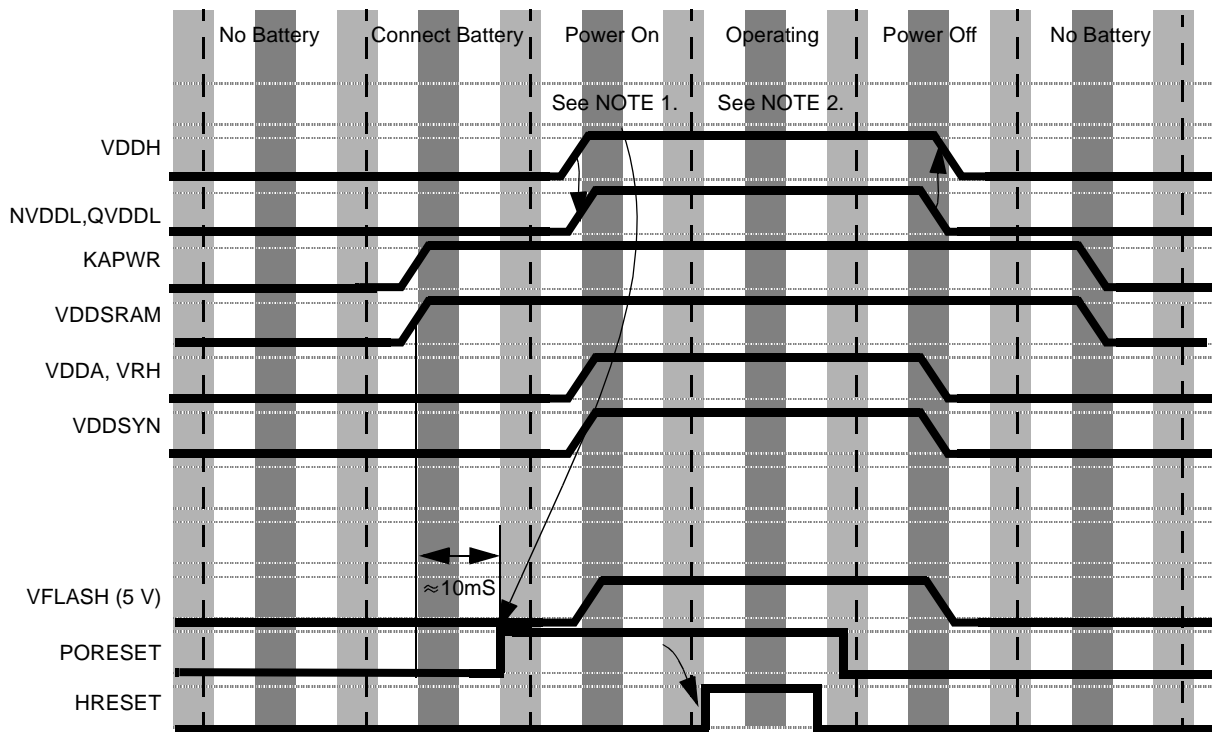 No Battery
Connect Battery
Power On
Operating
Power Off
No Battery
See NOTE 1.
See NOTE 2.
VDDH
NVDDL,QVDDL
KAPWR
VDDSRAM
VDDA, VRH
VDDSYN
≈10mS
VFLASH (5 V)
PORESET
HRESET